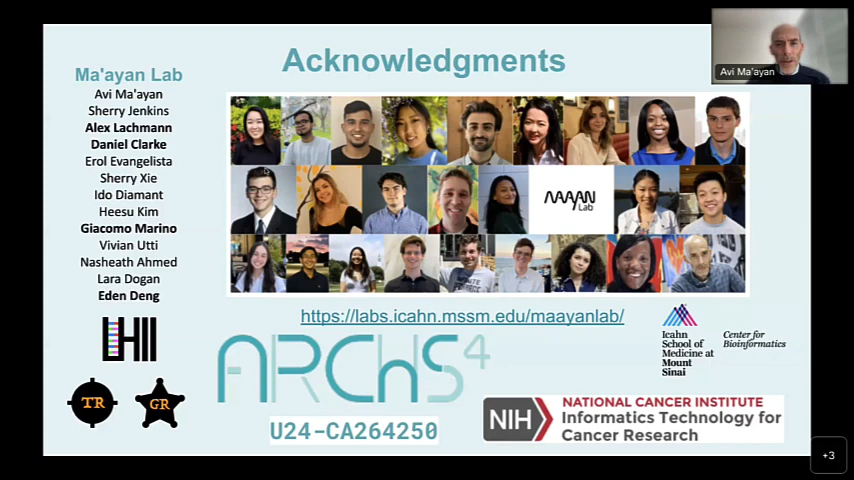 Acknowledgments
Avi Ma'ayan
Ma'ayan Lab
Avi Ma'ayan
Sherry Jenkins
Alex Lachmann
Daniel Clarke
Erol Evangelista
Sherry Xie
Ido Diamant
Heesu Kim
Giacomo Marino
Vivian Utti
Nasheath Ahmed
Lara Dogan
Eden Deng
MAAYAN
Lab
https://labs.icahn.mssm.edu/maayanlab/
Icahn
School of
Medicine at
Mount
Sinai
Center for
Bioinformatics
ARCHS4
TR
GR
U24-CA264250
NIH
NATIONAL CANCER INSTITUTE
Informatics Technology for
Cancer Research
+3